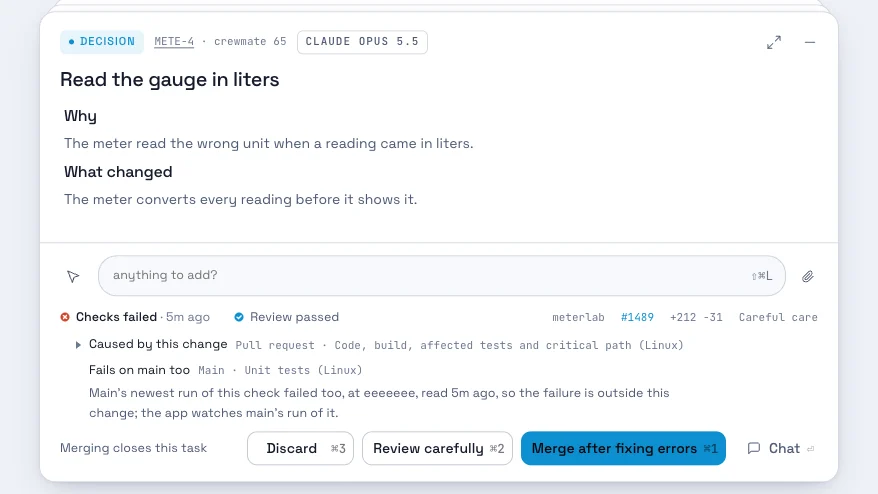 DECISION METE-4 · crewmate 65 CLAUDE OPUS 5.5
Read the gauge in liters
Why
The meter read the wrong unit when a reading came in liters.
What changed
The meter converts every reading before it shows it.
anything to add? ⇧⌘L
Checks failed · 5m ago Review passed meterlab #1489 +212 -31 Careful care
Caused by this change Pull request · Code, build, affected tests and critical path (Linux)
Fails on main too Main · Unit tests (Linux)
Main's newest run of this check failed too, at eeeeeee, read 5m ago, so the failure is outside this
change; the app watches main's run of it.
Merging closes this task Discard ⌘3 Review carefully ⌘2 Merge after fixing errors ⌘1 Chat ⏎